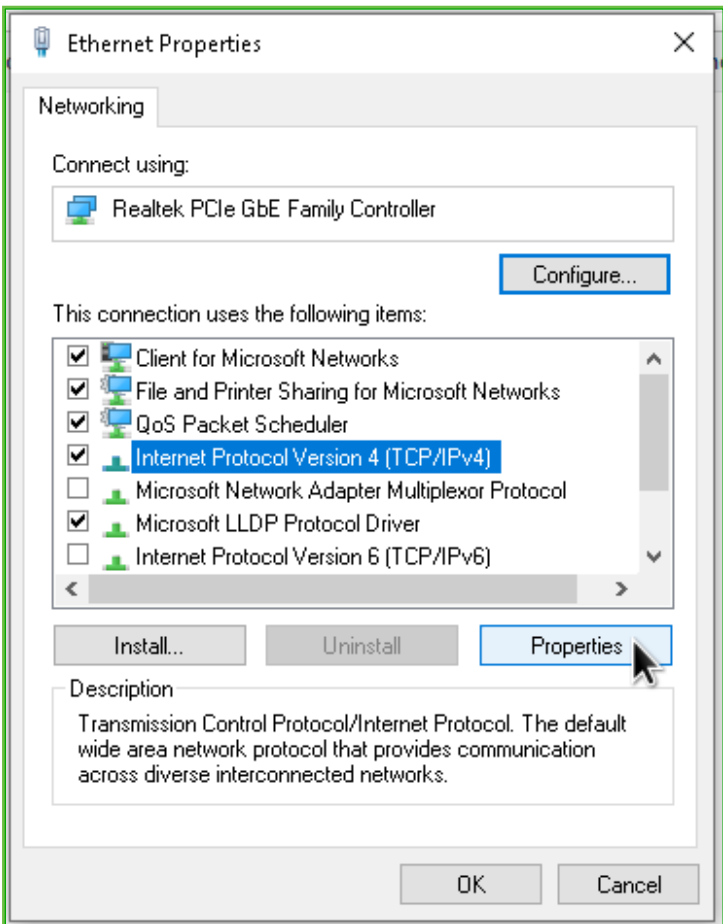 Ethernet Properties
Networking
Connect using:
Realtek PCIe GbE Family Controller
Configure...
This connection uses the following items:
Client for Microsoft Networks
File and Printer Sharing for Microsoft Networks
QoS Packet Scheduler
Internet Protocol Version 4 (TCP/IPv4)
Microsoft Network Adapter Multiplexor Protocol
Microsoft LLDP Protocol Driver
Internet Protocol Version 6 (TCP/IPv6)
Install... Uninstall Properties
Description
Transmission Control Protocol/Internet Protocol. The default
wide area network protocol that provides communication
across diverse interconnected networks.
OK Cancel